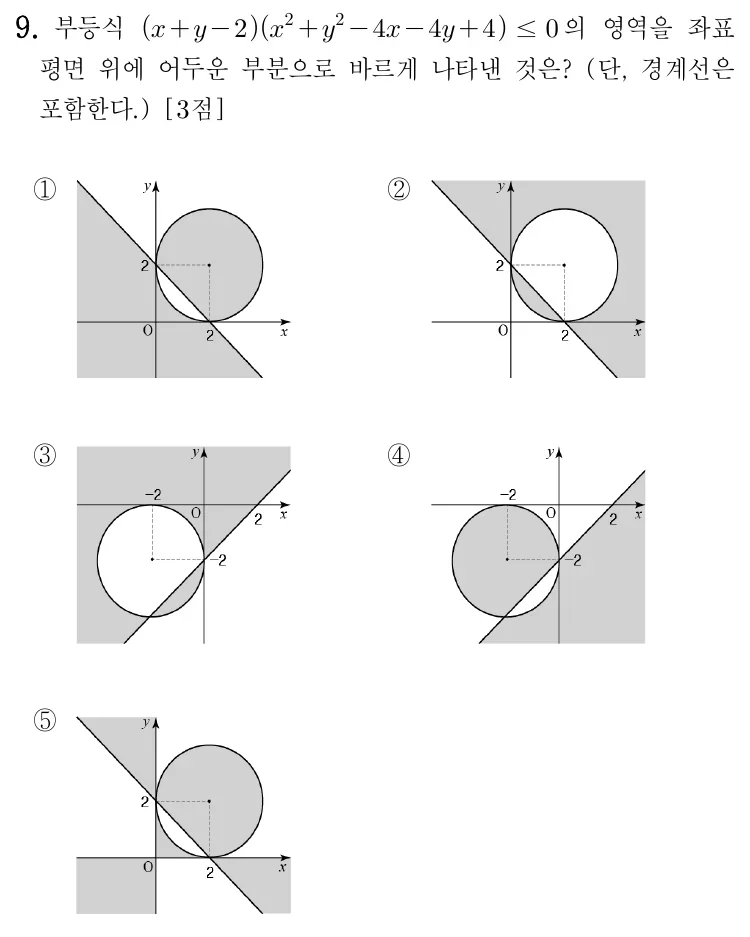 9. 부등식 (x+y−2)(x²+y²−4x−4y+4) ≤ 0의 영역을 좌표
평면 위에 어두운 부분으로 바르게 나타낸 것은? (단, 경계선은
포함한다.) [3점]
①
y
2
O
2
x
②
y
2
O
2
x
③
y
−2
O
2
x
−2
④
y
−2
O
2
x
−2
⑤
y
2
O
2
x